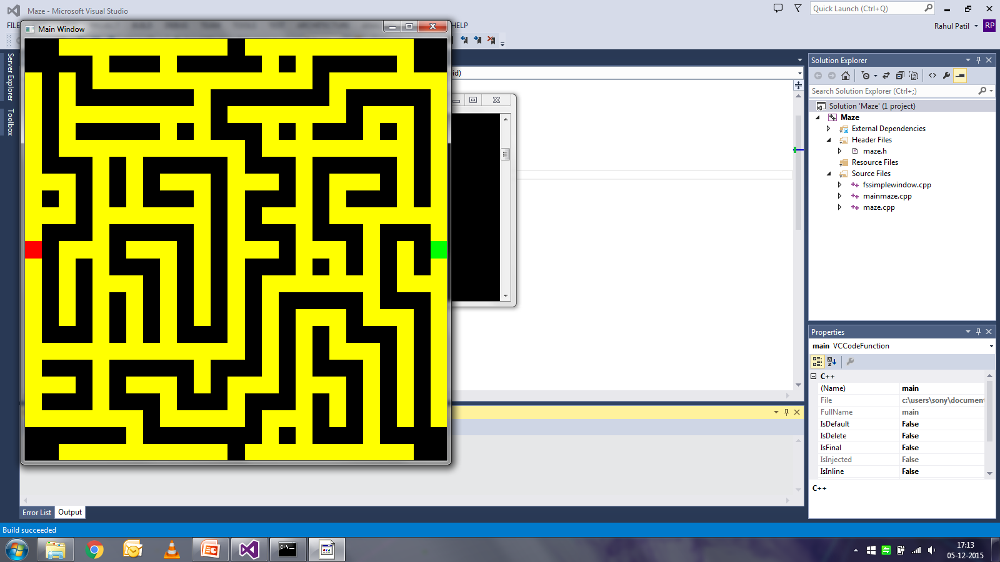 Maze - Microsoft Visual Studio
Quick Launch (Ctrl+Q)
FILE
HELP
Rahul Patil
RP
Main Window
Server Explorer
Toolbox
id)
Solution Explorer
Search Solution Explorer (Ctrl+;)
Solution 'Maze' (1 project)
Maze
External Dependencies
Header Files
maze.h
Resource Files
Source Files
fssimplewindow.cpp
mainmaze.cpp
maze.cpp
Properties
main VCCodeFunction
C++
(Name) main
File c:\users\sony\document
FullName main
IsDefault False
IsDelete False
IsFinal False
IsInjected False
IsInline False
C++
Error List
Output
Build succeeded
C:\
17:13
05-12-2015